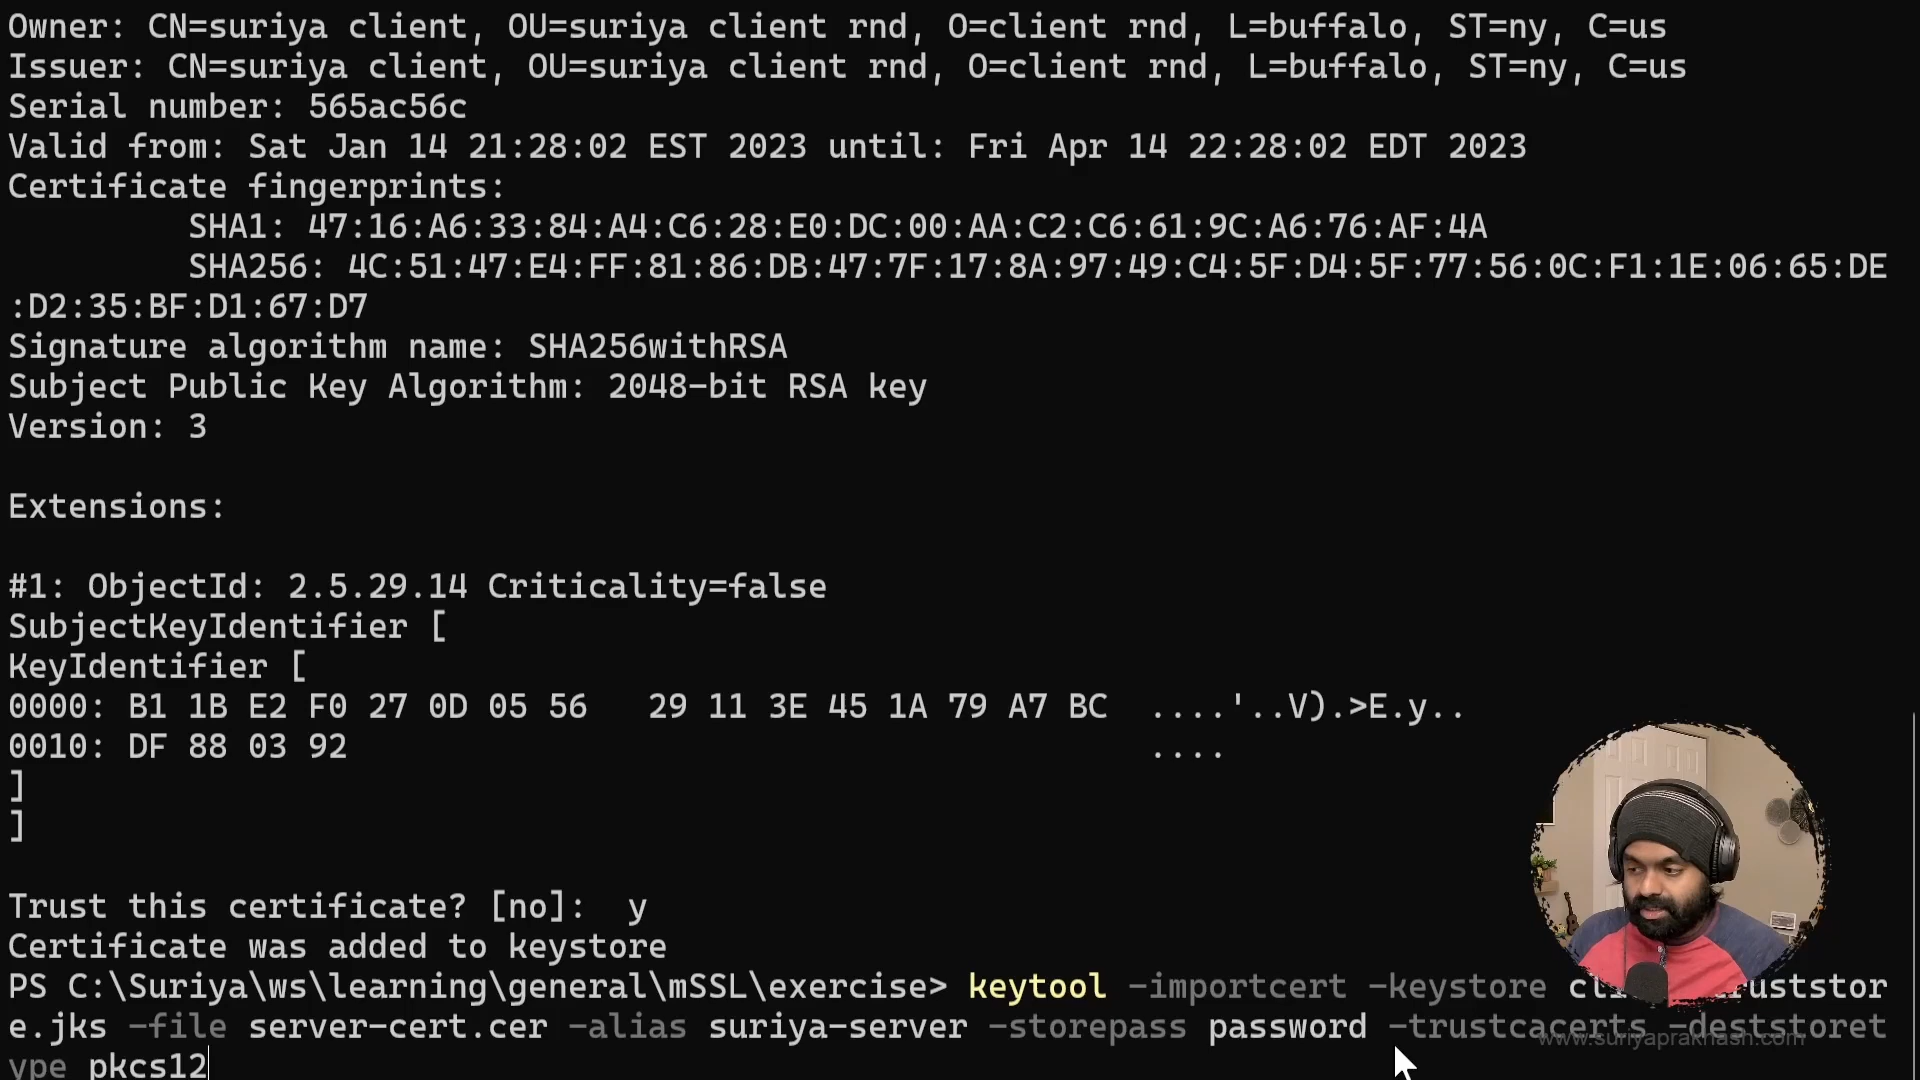 Owner: CN=suriya client, OU=suriya client rnd, O=client rnd, L=buffalo, ST=ny, C=us
Issuer: CN=suriya client, OU=suriya client rnd, O=client rnd, L=buffalo, ST=ny, C=us
Serial number: 565ac56c
Valid from: Sat Jan 14 21:28:02 EST 2023 until: Fri Apr 14 22:28:02 EDT 2023
Certificate fingerprints:
SHA1: 47:16:A6:33:84:A4:C6:28:E0:DC:00:AA:C2:C6:61:9C:A6:76:AF:4A
SHA256: 4C:51:47:E4:FF:81:86:DB:47:7F:17:8A:97:49:C4:5F:D4:5F:77:56:0C:F1:1E:06:65:DE
:D2:35:BF:D1:67:D7
Signature algorithm name: SHA256withRSA
Subject Public Key Algorithm: 2048-bit RSA key
Version: 3
Extensions:
#1: ObjectId: 2.5.29.14 Criticality=false
SubjectKeyIdentifier [
KeyIdentifier [
0000: B1 1B E2 F0 27 0D 05 56   29 11 3E 45 1A 79 A7 BC  ....'..V).>E.y..
0010: DF 88 03 92                                        ....
]
]
Trust this certificate? [no]:  y
Certificate was added to keystore
PS C:\Suriya\ws\learning\general\mSSL\exercise> keytool -importcert -keystore
e.jks -file server-cert.cer -alias suriya-server -storepass password -trustcacerts -deststoret
ype pkcs12
www.suriyaprakhash.com